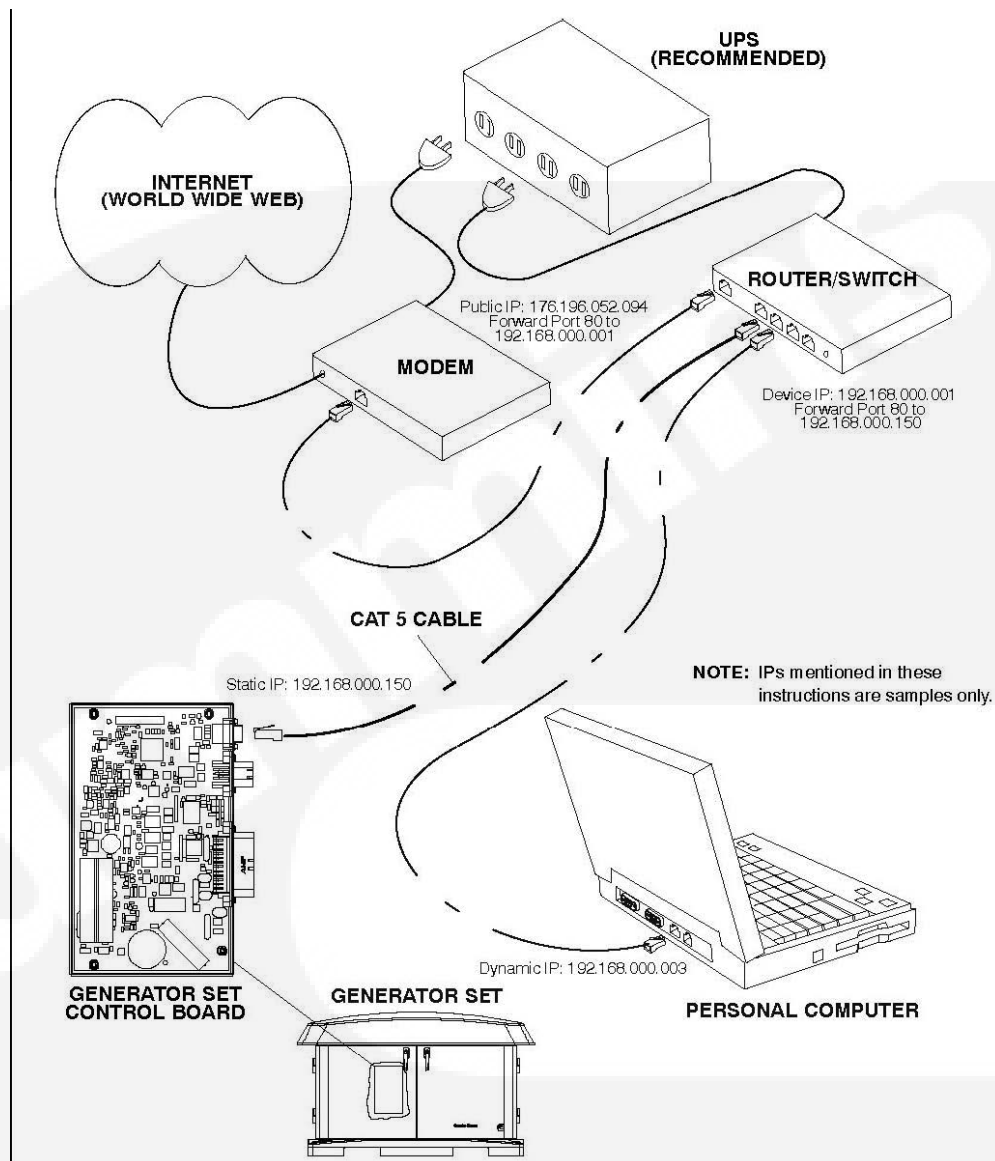 UPS
(RECOMMENDED)
INTERNET
(WORLD WIDE WEB)
ROUTER/SWITCH
Public IP: 176.196.052.094
Forward Port 80 to
192.168.000.001
MODEM
Device IP: 192.168.000.001
Forward Port 80 to
192.168.000.150
CAT 5 CABLE
Static IP: 192.168.000.150
NOTE: IPs mentioned in these
instructions are samples only.
Dynamic IP: 192.168.000.003
GENERATOR SET
CONTROL BOARD
GENERATOR SET
PERSONAL COMPUTER